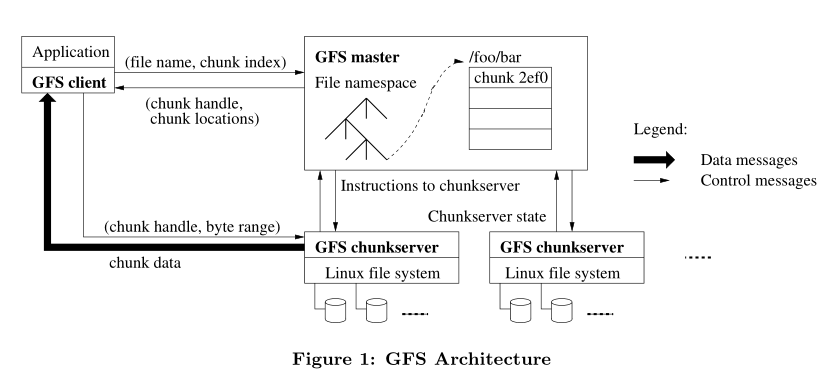 Application
GFS client
(file name, chunk index)
(chunk handle,
chunk locations)
GFS master
File namespace
/foo/bar
chunk 2ef0
Legend:
Data messages
Control messages
Instructions to chunkserver
Chunkserver state
(chunk handle, byte range)
chunk data
GFS chunkserver
Linux file system
GFS chunkserver
Linux file system
Figure 1: GFS Architecture